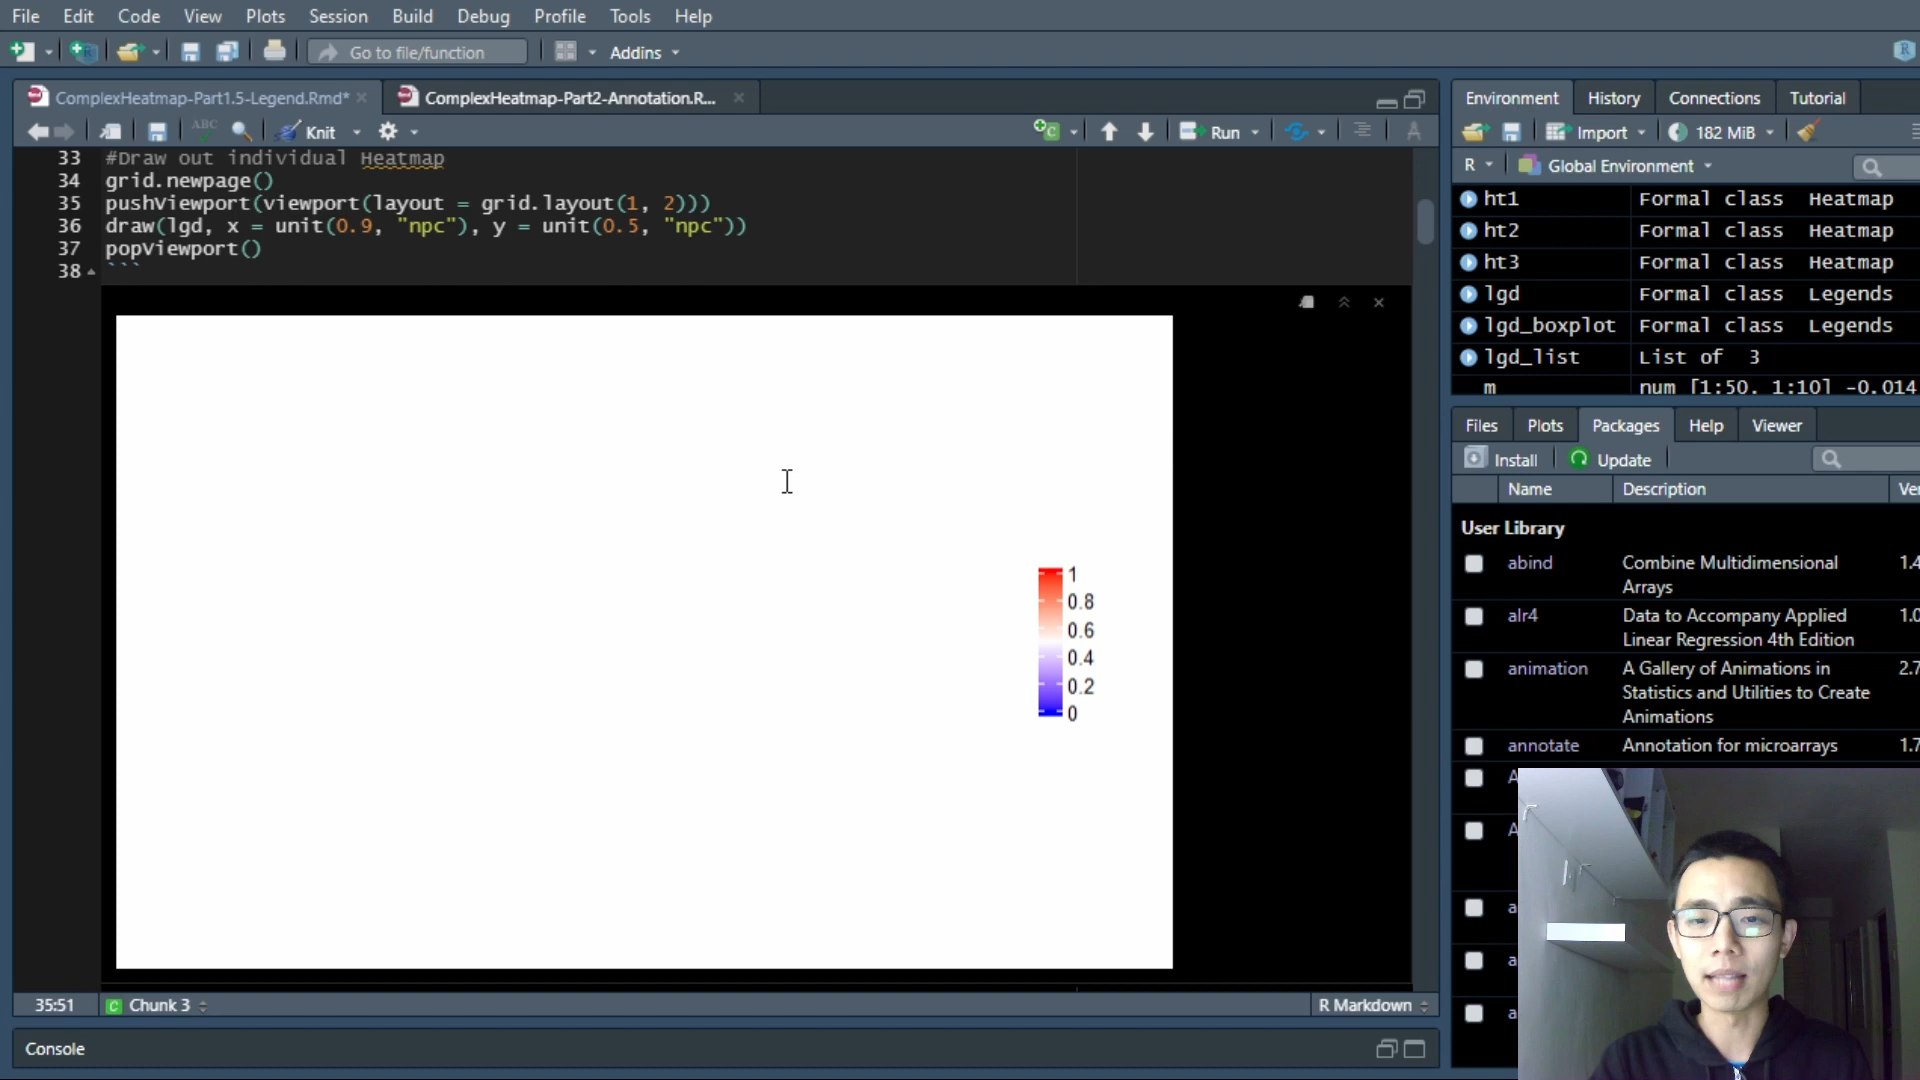 File Edit Code View Plots Session Build Debug Profile Tools Help
Go to file/function Addins
ComplexHeatmap-Part1.5-Legend.Rmd* ComplexHeatmap-Part2-Annotation.R...
ABC Knit Run
33 #Draw out individual Heatmap
34 grid.newpage()
35 pushViewport(viewport(layout = grid.layout(1, 2)))
36 draw(lgd, x = unit(0.9, "npc"), y = unit(0.5, "npc"))
37 popViewport()
38 ```
1
0.8
0.6
0.4
0.2
0
35:51 C Chunk 3 R Markdown
Console
Environment History Connections Tutorial
Import 182 MiB
R Global Environment
ht1 Formal class Heatmap
ht2 Formal class Heatmap
ht3 Formal class Heatmap
lgd Formal class Legends
lgd_boxplot Formal class Legends
lgd_list List of 3
m num [1:50, 1:10] -0.014
Files Plots Packages Help Viewer
Install Update
Name Description
User Library
abind Combine Multidimensional
Arrays
alr4 Data to Accompany Applied
Linear Regression 4th Edition
animation A Gallery of Animations in
Statistics and Utilities to Create
Animations
annotate Annotation for microarrays